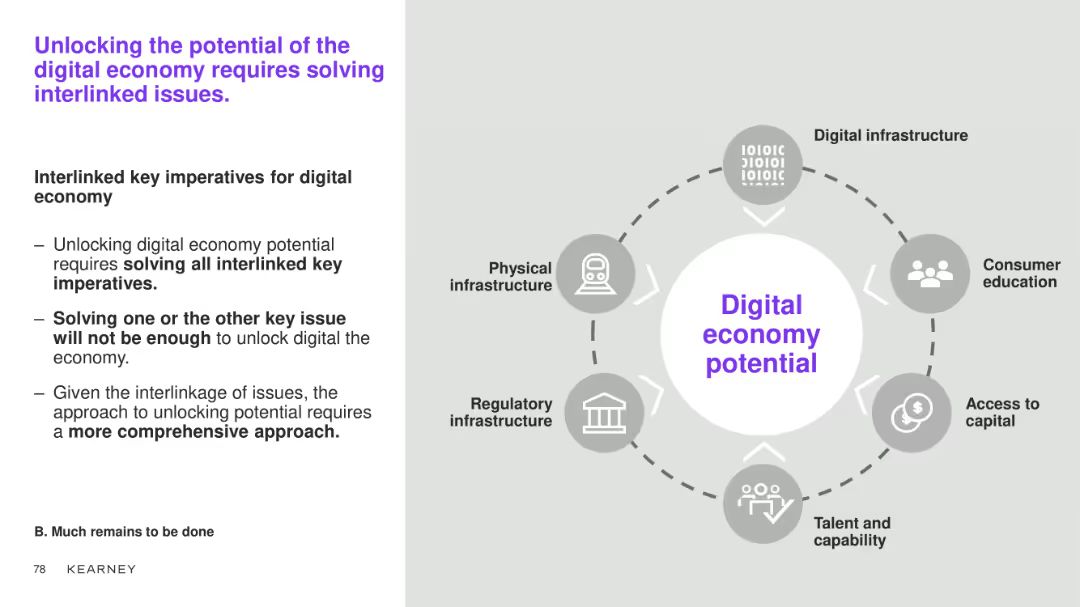 Unlocking the potential of the
digital economy requires solving
interlinked issues.
Interlinked key imperatives for digital
economy
– Unlocking digital economy potential
requires solving all interlinked key
imperatives.
– Solving one or the other key issue
will not be enough to unlock digital the
economy.
– Given the interlinkage of issues, the
approach to unlocking potential requires
a more comprehensive approach.
B. Much remains to be done
78 KEARNEY
Digital infrastructure
Physical
infrastructure
Consumer
education
Digital
economy
potential
Regulatory
infrastructure
Access to
capital
Talent and
capability